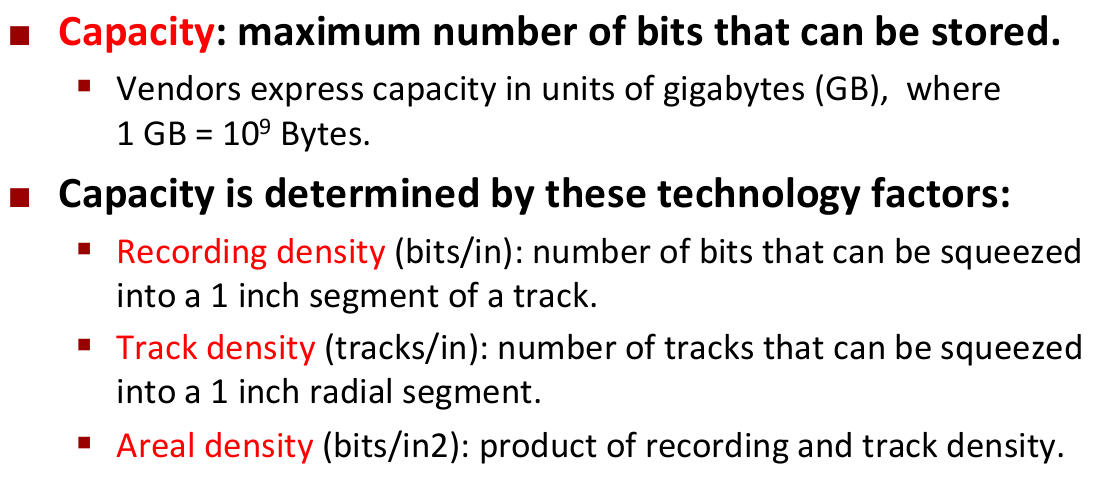 ■ Capacity: maximum number of bits that can be stored.
▪ Vendors express capacity in units of gigabytes (GB), where
1 GB = 10⁹ Bytes.
■ Capacity is determined by these technology factors:
▪ Recording density (bits/in): number of bits that can be squeezed
into a 1 inch segment of a track.
▪ Track density (tracks/in): number of tracks that can be squeezed
into a 1 inch radial segment.
▪ Areal density (bits/in2): product of recording and track density.